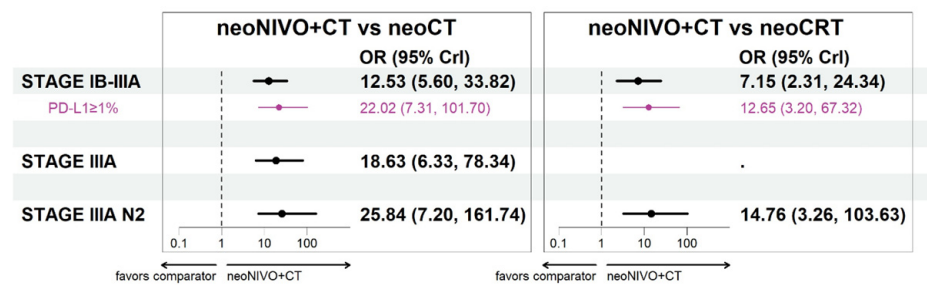 neoNIVO+CT vs neoCT
neoNIVO+CT vs neoCRT
OR (95% CrI)
OR (95% CrI)
STAGE IB-IIIA
12.53 (5.60, 33.82)
7.15 (2.31, 24.34)
PD-L1≥1%
22.02 (7.31, 101.70)
12.65 (3.20, 67.32)
STAGE IIIA
18.63 (6.33, 78.34)
.
STAGE IIIA N2
25.84 (7.20, 161.74)
14.76 (3.26, 103.63)
0.1 1 10 100
0.1 1 10 100
favors comparator
neoNIVO+CT
favors comparator
neoNIVO+CT